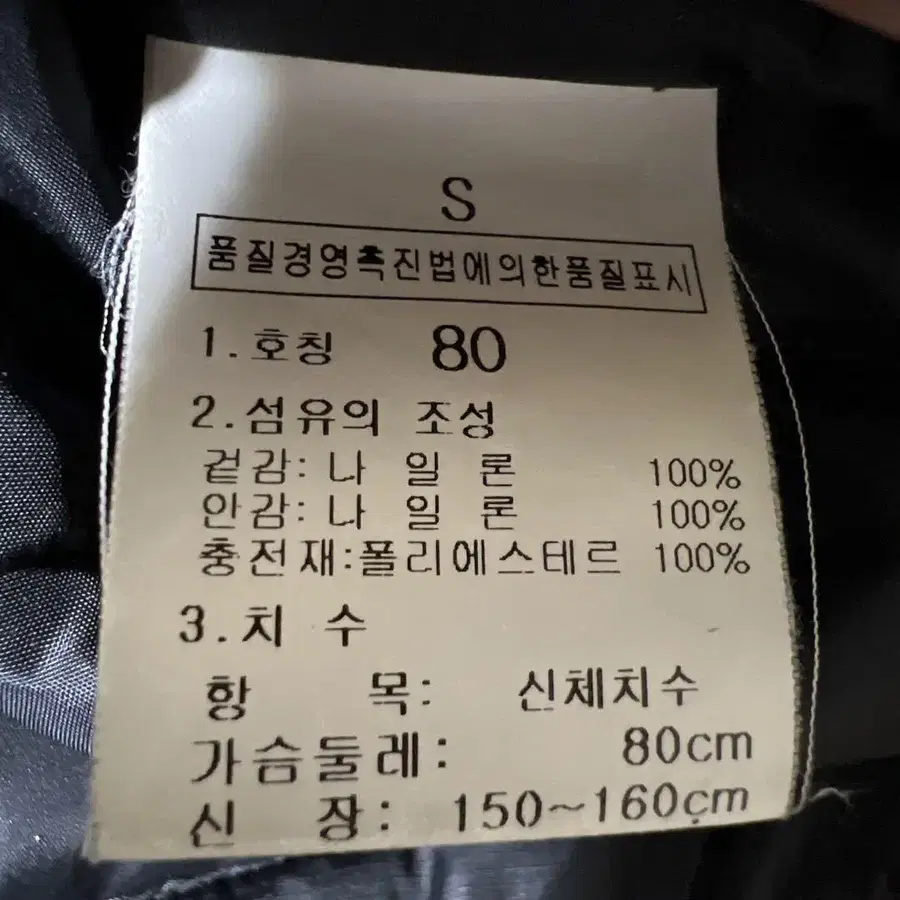 S
품질경영촉진법에의한품질표시
1.호칭 80
2.섬유의 조성
겉감:나 일 론 100%
안감:나 일 론 100%
충전재:폴리에스테르 100%
3.치 수
항 목: 신체치수
가슴둘레: 80cm
신 장: 150~160cm